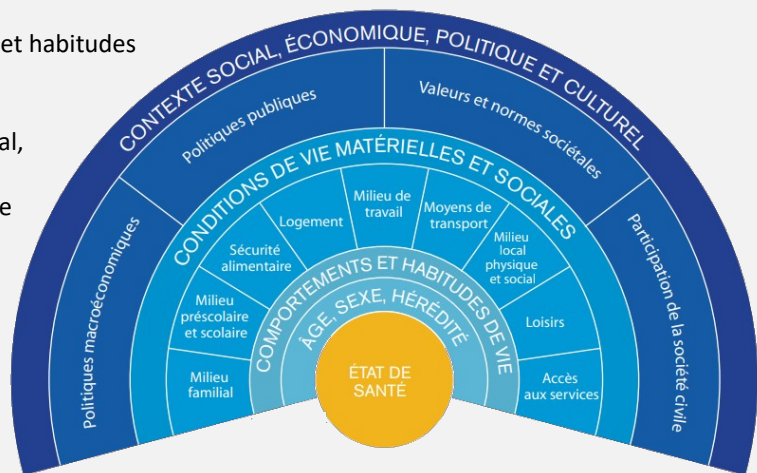 et habitudes
al,
e
CONTEXTE SOCIAL, ÉCONOMIQUE, POLITIQUE ET CULTUREL
Politiques macroéconomiques
Politiques publiques
Valeurs et normes sociétales
Participation de la société civile
CONDITIONS DE VIE MATÉRIELLES ET SOCIALES
Milieu
familial
Milieu
préscolaire
et scolaire
Sécurité
alimentaire
Logement
Milieu de
travail
Moyens de
transport
Milieu
local
physique
et social
Loisirs
Accès
aux services
COMPORTEMENTS ET HABITUDES DE VIE
ÂGE, SEXE, HÉRÉDITÉ
ÉTAT DE
SANTÉ